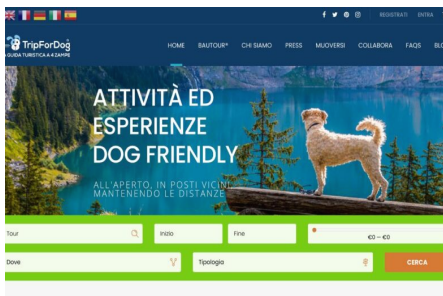 REGISTRATI ENTRA
TripForDog
GUIDA TURISTICA A 4 ZAMPE
HOME BAUTOUR® CHI SIAMO PRESS MUOVERSI COLLABORA FAQS BLO
ATTIVITÀ ED
ESPERIENZE
DOG FRIENDLY
ALL'APERTO, IN POSTI VICINI
MANTENENDO LE DISTANZE
Tour Inizio Fine
€0 — €0
Dove Tipologia CERCA